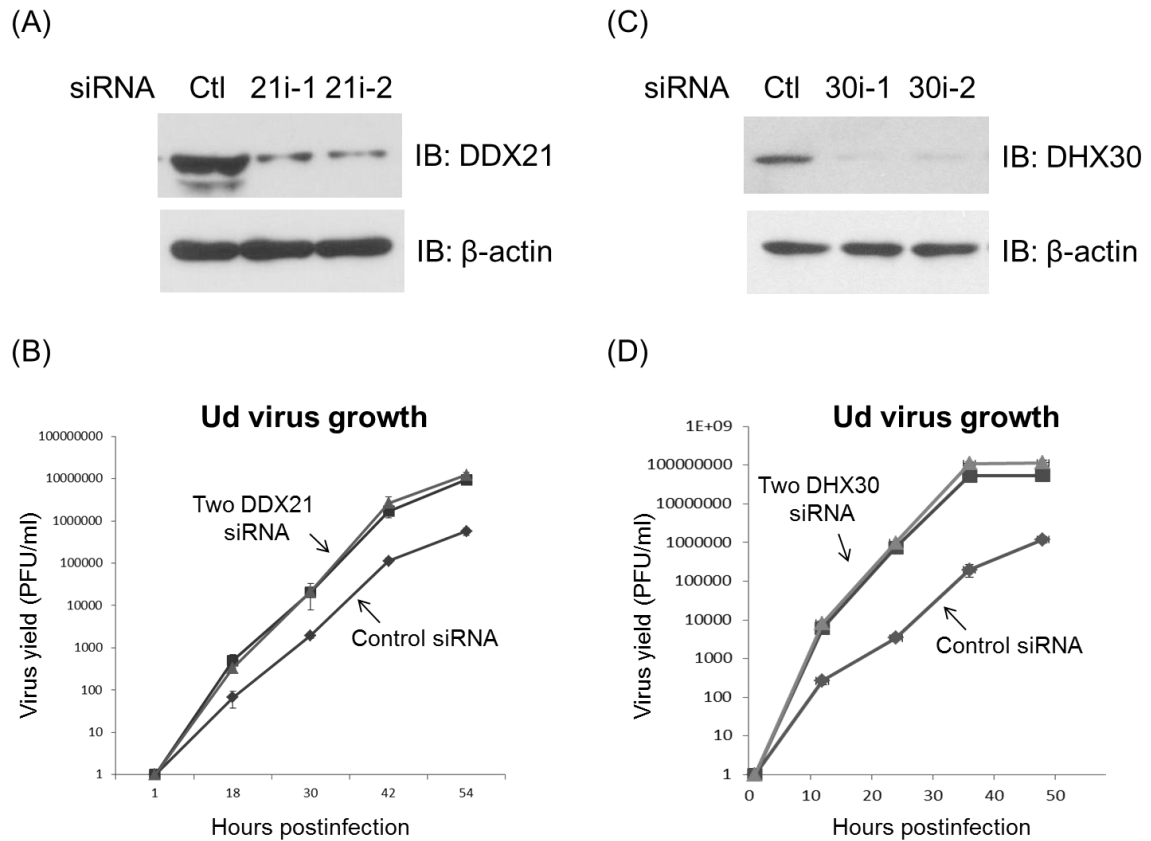 (A)
siRNA Ctl 21i-1 21i-2
IB: DDX21
IB: β-actin
(B)
Ud virus growth
100000000
10000000
1000000
100000
10000
1000
100
10
1
Virus yield (PFU/ml)
Two DDX21
siRNA
Control siRNA
1 18 30 42 54
Hours postinfection
(C)
siRNA Ctl 30i-1 30i-2
IB: DHX30
IB: β-actin
(D)
Ud virus growth
1E+09
100000000
10000000
1000000
100000
10000
1000
100
10
1
Virus yield (PFU/ml)
Two DHX30
siRNA
Control siRNA
0 10 20 30 40 50
Hours postinfection